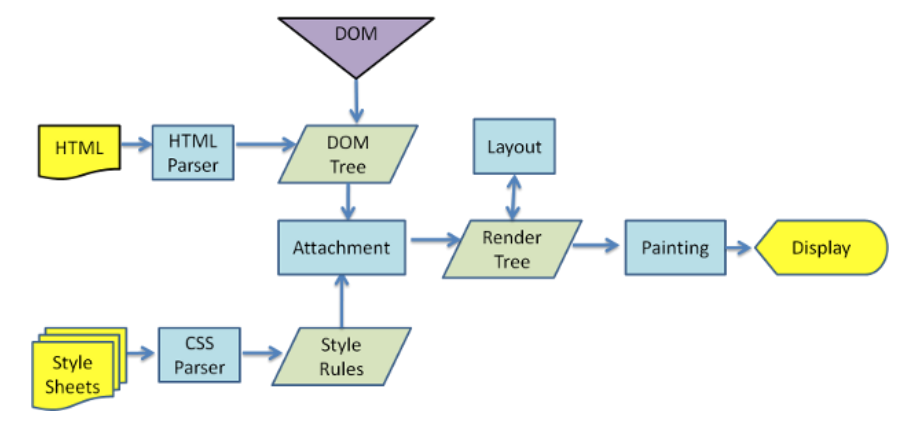 DOM
HTML
HTML
Parser
DOM
Tree
Layout
Attachment
Render
Tree
Painting
Display
Style
Sheets
CSS
Parser
Style
Rules